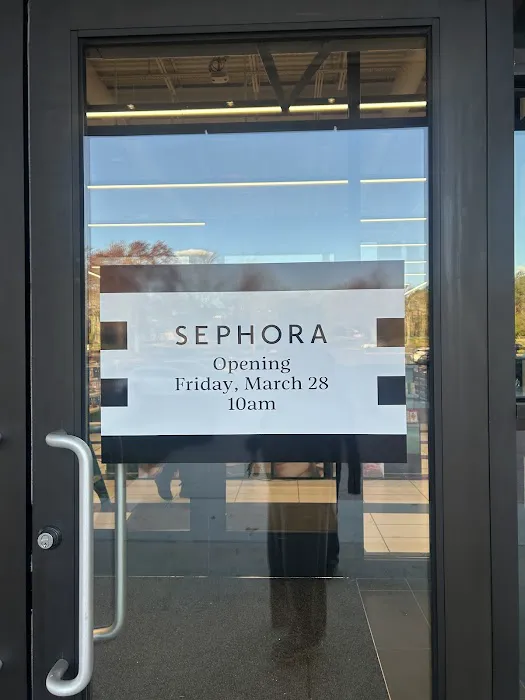 SEPHORA
Opening
Friday, March 28
10am